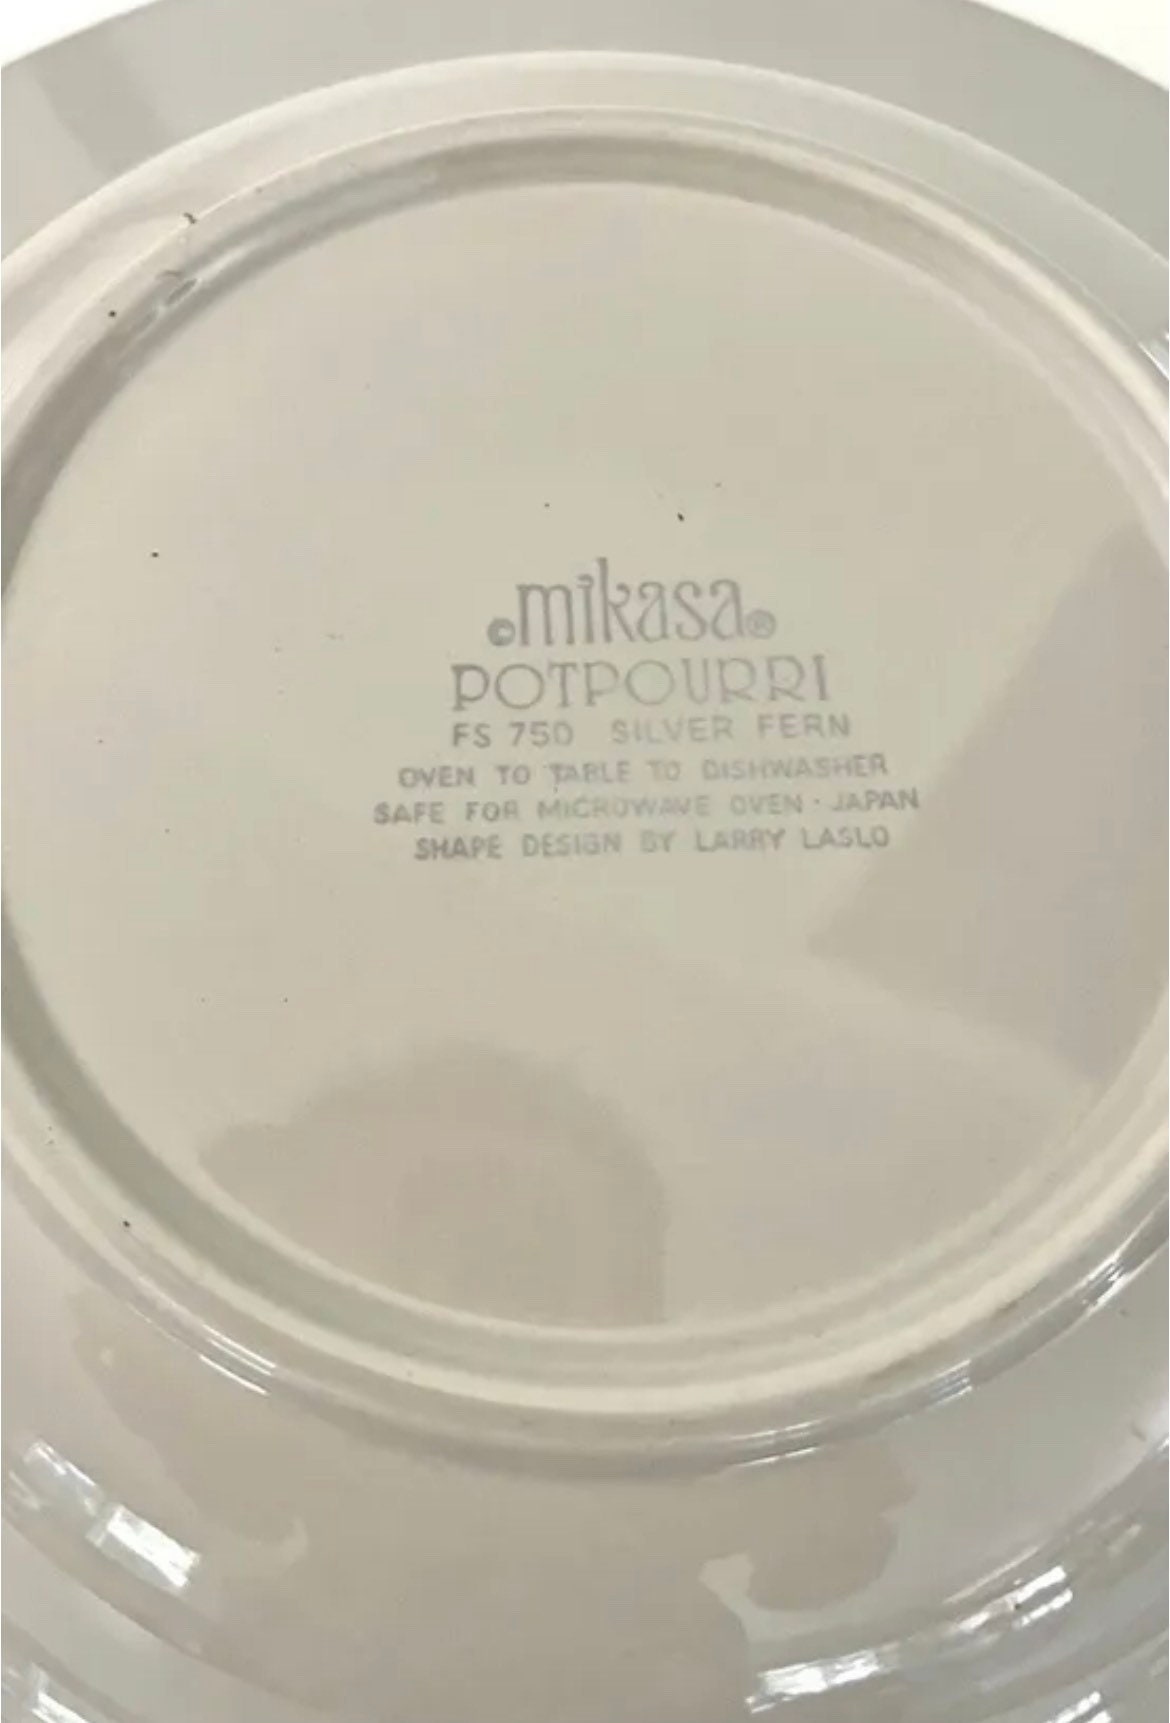 ©mikasa®
POTPOURRI
FS 750 SILVER FERN
OVEN TO TABLE TO DISHWASHER
SAFE FOR MICROWAVE OVEN · JAPAN
SHAPE DESIGN BY LARRY LASLO